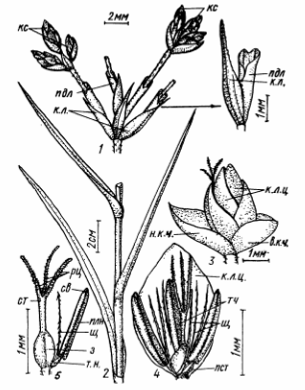 кс
кс
2мм
пдл
к.л.
пдл
к.л.
1
1мм
2см
к.л.ц.
н.к.ч.
в.к.ч.
3
1мм
рц
ст
св
к.л.ц.
1мм
тч
щ
плн
щ
з
т.н.
пст
1мм
5
2
4